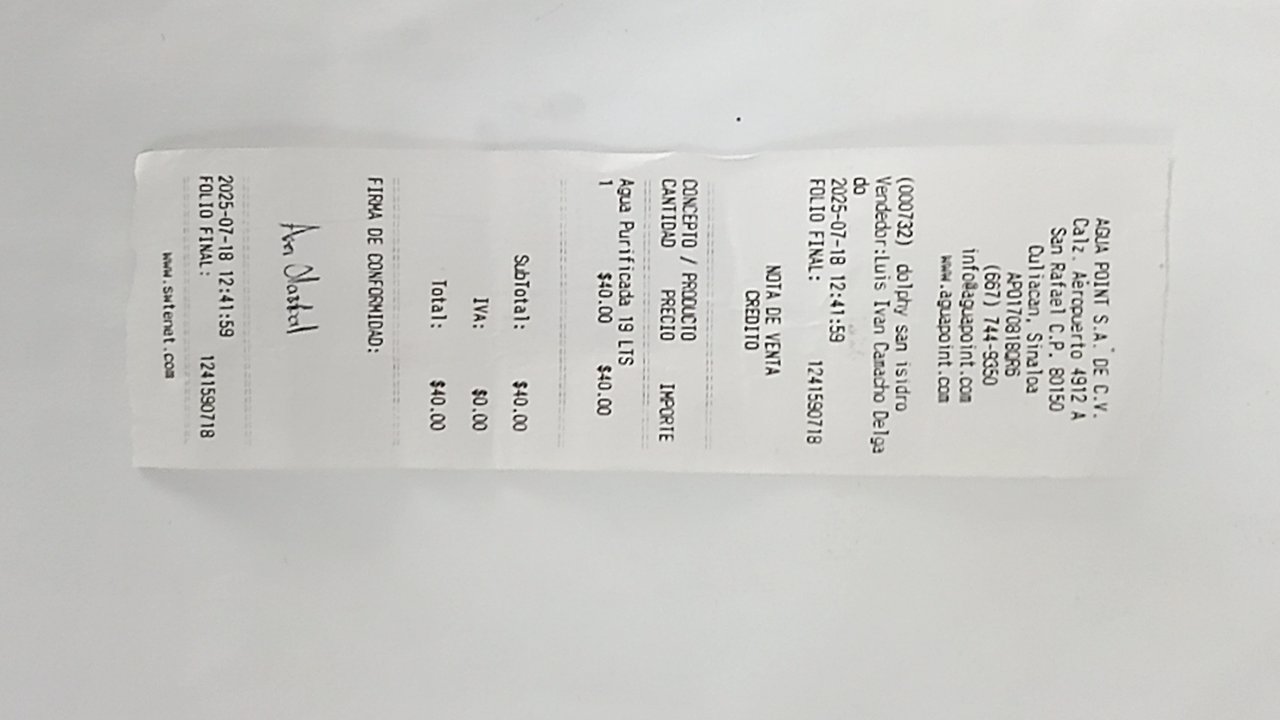 AGUA POINT S.A. DE C.V.
Calz. Aeropuerto 4912 A
San Rafael C.P. 80150
Culiacan, Sinaloa
APO170818QR6
(667) 744-9350
info@aguapoint.com
www.aguapoint.com
(000732) dolphy san isidro
Vendedor:Luis Ivan Camacho Delga
do
2025-07-18 12:41:59
FOLIO FINAL: 1241590718
NOTA DE VENTA
CREDITO
CONCEPTO / PRODUCTO
CANTIDAD PRECIO IMPORTE
Agua Purificada 19 LTS
1 $40.00 $40.00
SubTotal: $40.00
IVA: $0.00
Total: $40.00
FIRMA DE CONFORMIDAD:
2025-07-18 12:41:59
FOLIO FINAL: 1241590718
www.swtenet.com